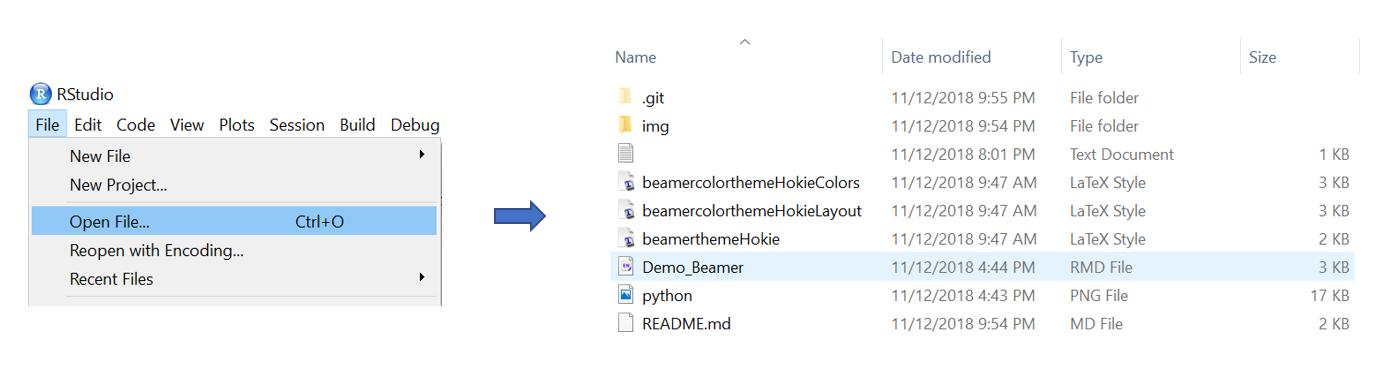 RStudio
File Edit Code View Plots Session Build Debug
New File
New Project...
Open File... Ctrl+O
Reopen with Encoding...
Recent Files
Name Date modified Type Size
.git 11/12/2018 9:55 PM File folder
img 11/12/2018 9:54 PM File folder
11/12/2018 8:01 PM Text Document 1 KB
beamercolorthemeHokieColors 11/12/2018 9:47 AM LaTeX Style 3 KB
beamercolorthemeHokieLayout 11/12/2018 9:47 AM LaTeX Style 3 KB
beamerthemeHokie 11/12/2018 9:47 AM LaTeX Style 2 KB
Demo_Beamer 11/12/2018 4:44 PM RMD File 3 KB
python 11/12/2018 4:43 PM PNG File 17 KB
README.md 11/12/2018 9:54 PM MD File 2 KB